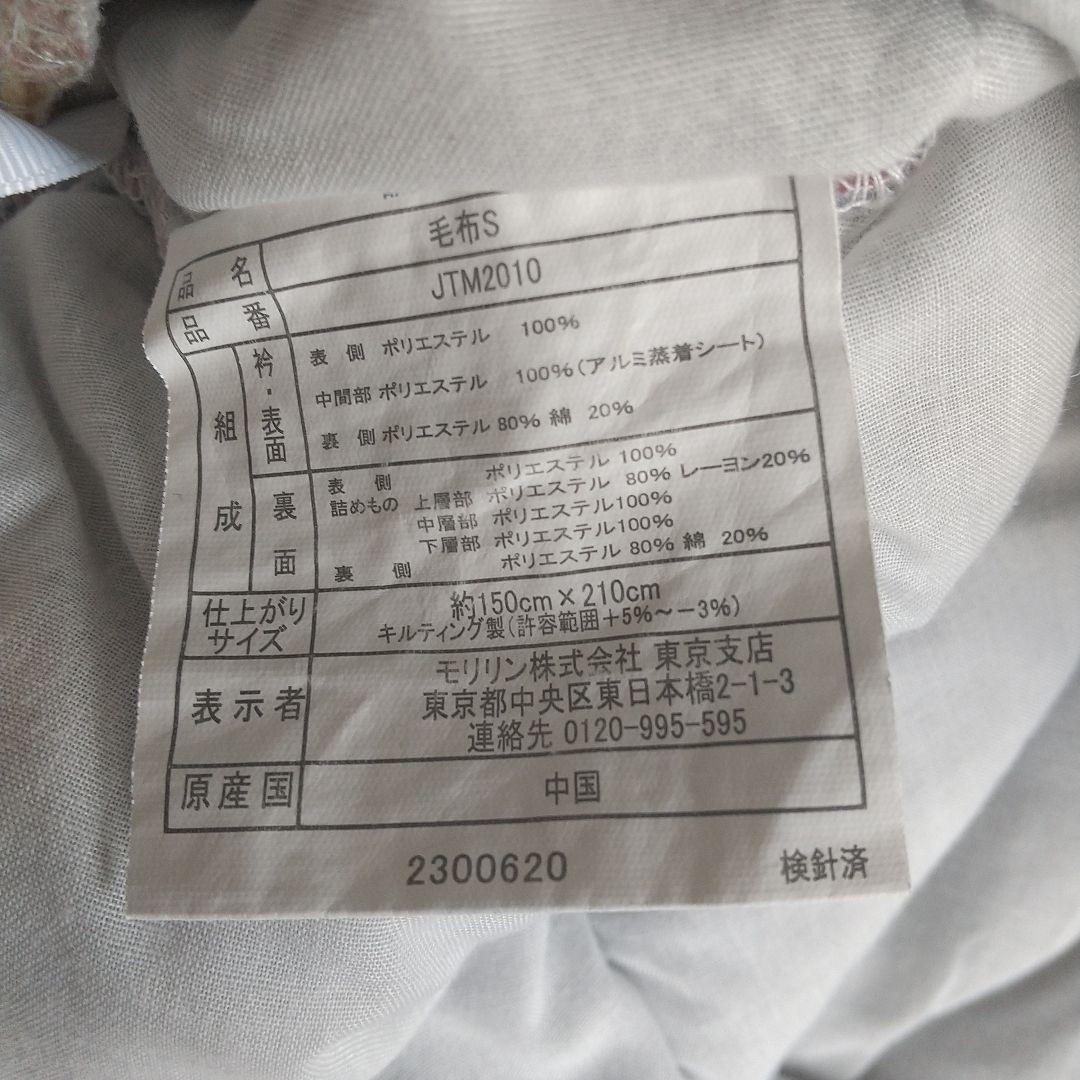 品名 毛布S
品番 JTM2010
組成
衿・表面
表側 ポリエステル 100%
中間部 ポリエステル 100%(アルミ蒸着シート)
裏側 ポリエステル 80% 綿 20%
裏面
表側 ポリエステル 100%
詰めもの 上層部 ポリエステル 80% レーヨン20%
中層部 ポリエステル100%
下層部 ポリエステル100%
裏側 ポリエステル 80% 綿 20%
仕上がりサイズ
約150cm×210cm
キルティング製(許容範囲+5%~-3%)
表示者
モリリン株式会社 東京支店
東京都中央区東日本橋2-1-3
連絡先 0120-995-595
原産国 中国
2300620 検針済